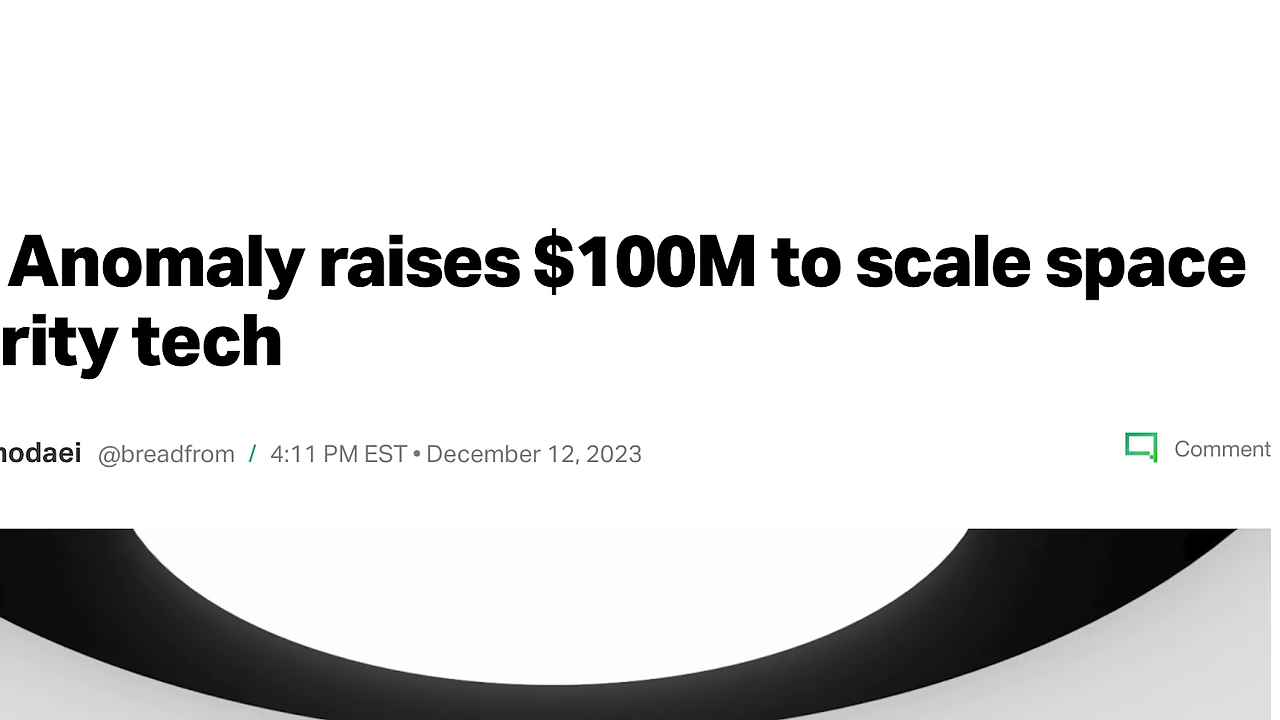 Anomaly raises $100M to scale space
rity tech
nodaei @breadfrom / 4:11 PM EST • December 12, 2023
Comment